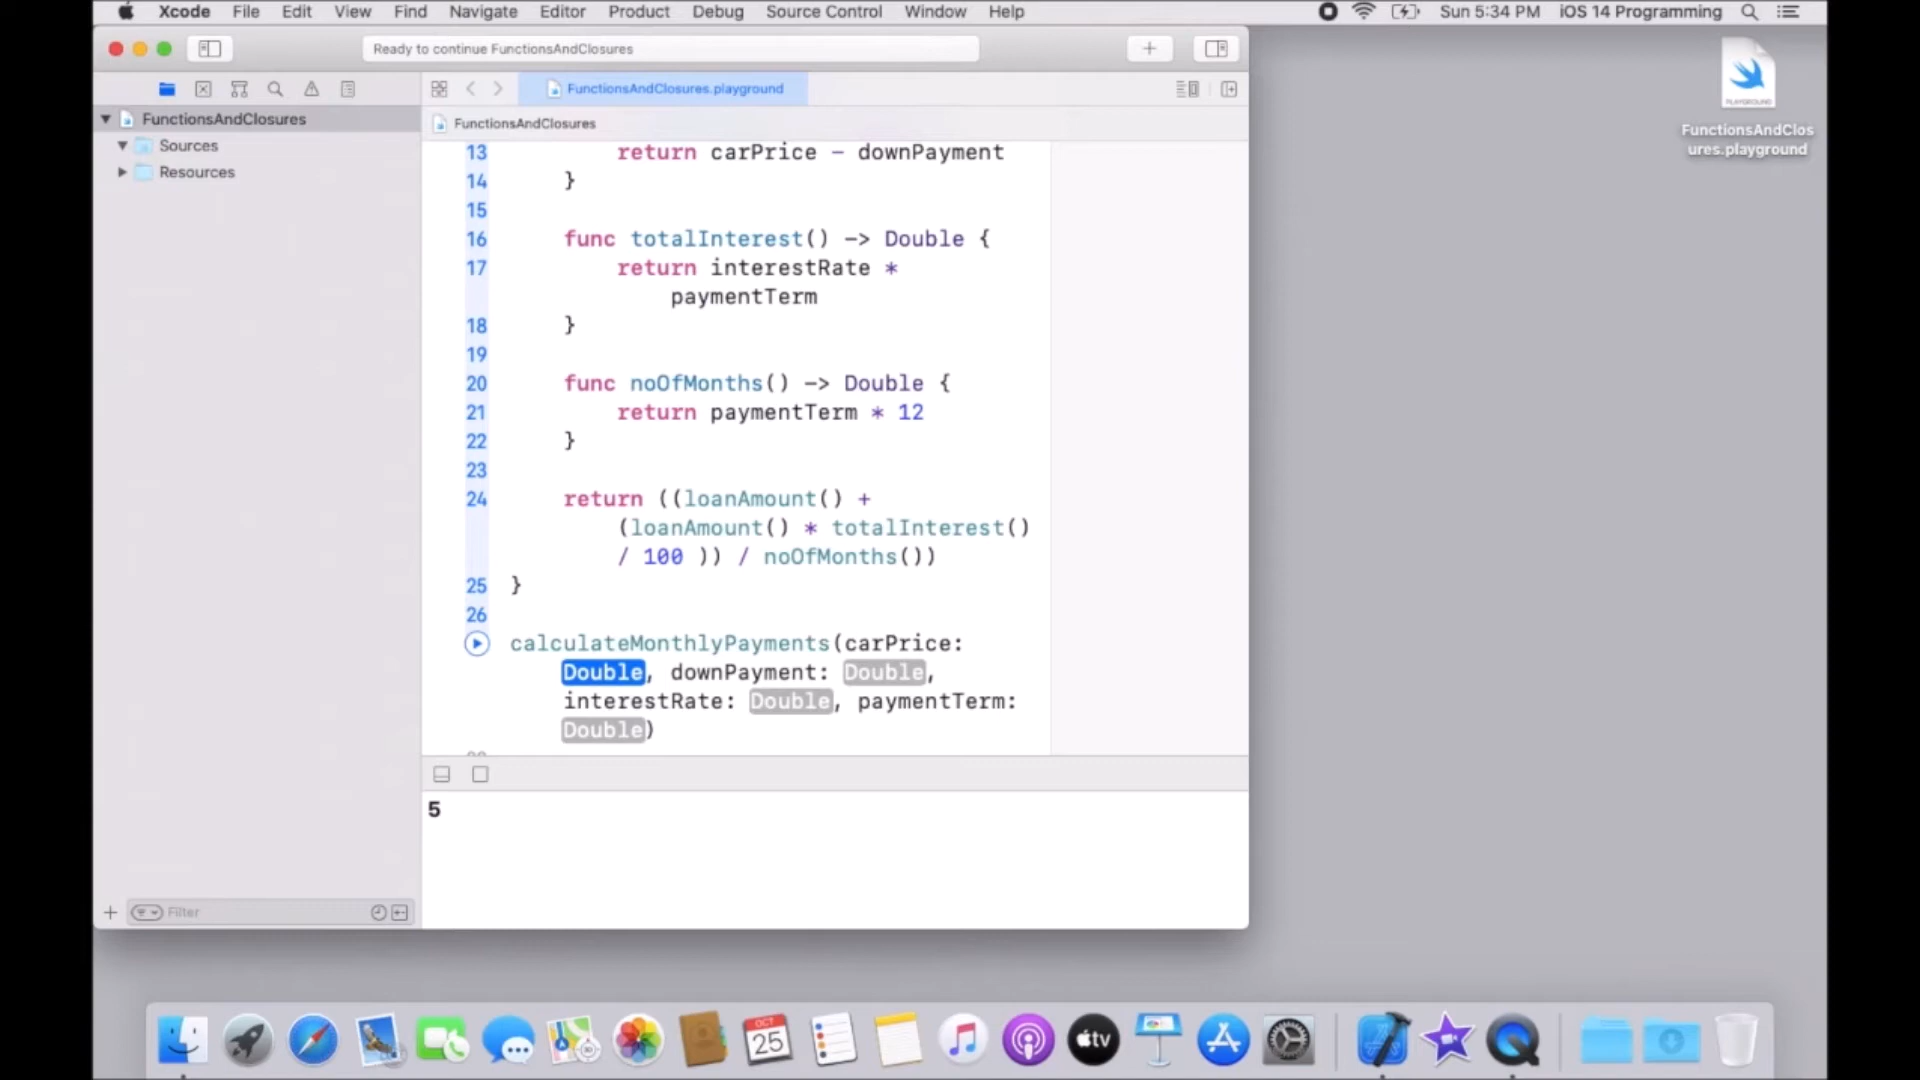 Xcode File Edit View Find Navigate Editor Product Debug Source Control Window Help Sun 5:34 PM iOS 14 Programming
Ready to continue FunctionsAndClosures
FunctionsAndClosures.playground
FunctionsAndClosures
Sources
Resources
FunctionsAndClosures
13 return carPrice - downPayment
14 }
15
16 func totalInterest() -> Double {
17 return interestRate *
paymentTerm
18 }
19
20 func noOfMonths() -> Double {
21 return paymentTerm * 12
22 }
23
24 return ((loanAmount() +
(loanAmount() * totalInterest()
/ 100 )) / noOfMonths())
25 }
26
calculateMonthlyPayments(carPrice:
Double, downPayment: Double,
interestRate: Double, paymentTerm:
Double)
5
Filter
PLAYGROUND
FunctionsAndClos
ures.playground
OCT
25
tv